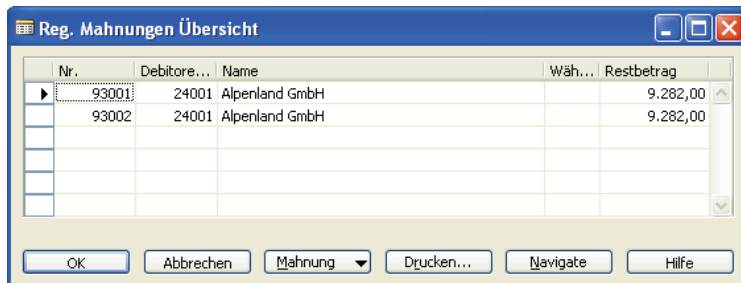 Reg. Mahnungen Übersicht
Nr. Debitore... Name Wäh... Restbetrag
93001 24001 Alpenland GmbH 9.282,00
93002 24001 Alpenland GmbH 9.282,00
OK Abbrechen Mahnung Drucken... Navigate Hilfe